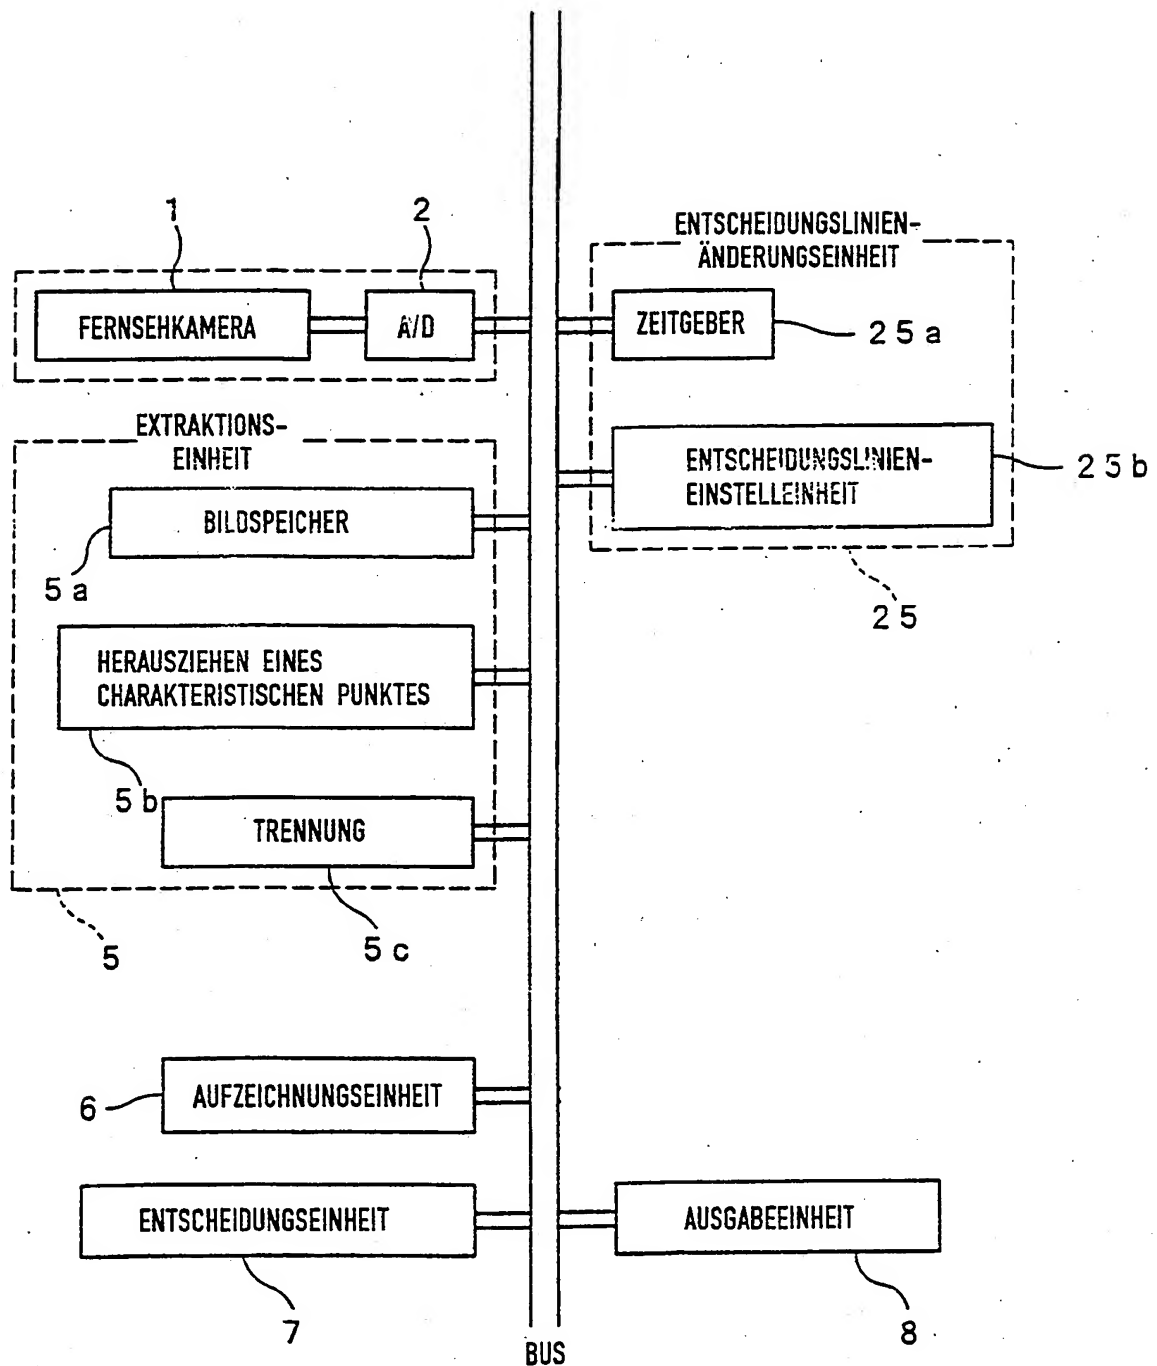 1
2
FERNSEHKAMERA
A/D
ENTSCHEIDUNGSLINIEN-
ÄNDERUNGSEINHEIT
ZEITGEBER
25a
ENTSCHEIDUNGSLINIEN-
EINSTELLEINHEIT
25b
25
EXTRAKTIONS-
EINHEIT
BILDSPEICHER
5a
HERAUSZIEHEN EINES
CHARAKTERISTISCHEN PUNKTES
5b
TRENNUNG
5c
5
AUFZEICHNUNGSEINHEIT
6
ENTSCHEIDUNGSEINHEIT
7
AUSGABEEINHEIT
8
BUS